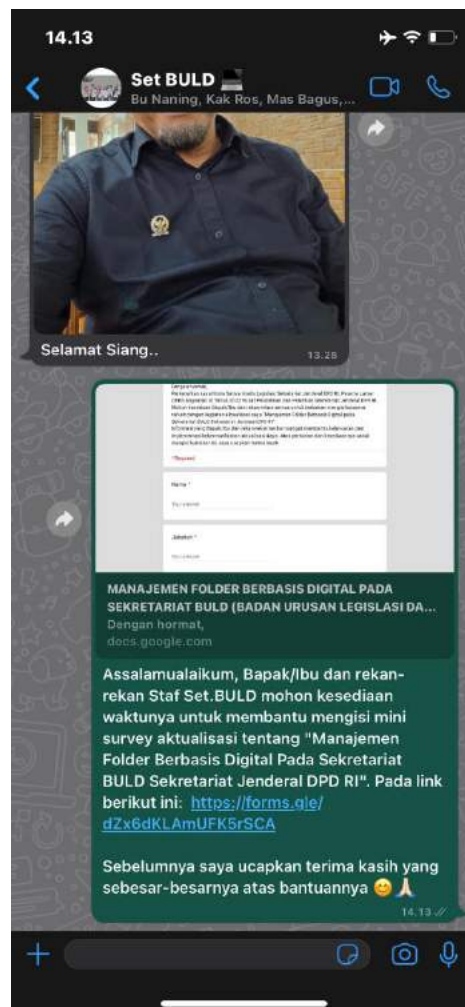 14.13
Set BULD
Bu Naning, Kak Ros, Mas Bagus,...
Selamat Siang..
13.28
*Required
Nama *
Jabatan *
MANAJEMEN FOLDER BERBASIS DIGITAL PADA
SEKRETARIAT BULD (BADAN URUSAN LEGISLASI DA...
Dengan hormat,
docs.google.com
Assalamualaikum, Bapak/Ibu dan rekan-
rekan Staf Set.BULD mohon kesediaan
waktunya untuk membantu mengisi mini
survey aktualisasi tentang "Manajemen
Folder Berbasis Digital Pada Sekretariat
BULD Sekretariat Jenderal DPD RI". Pada link
berikut ini: https://forms.gle/
dZx6dKLAmUFK5rSCA
Sebelumnya saya ucapkan terima kasih yang
sebesar-besarnya atas bantuannya 😊🙏🏻
14.13